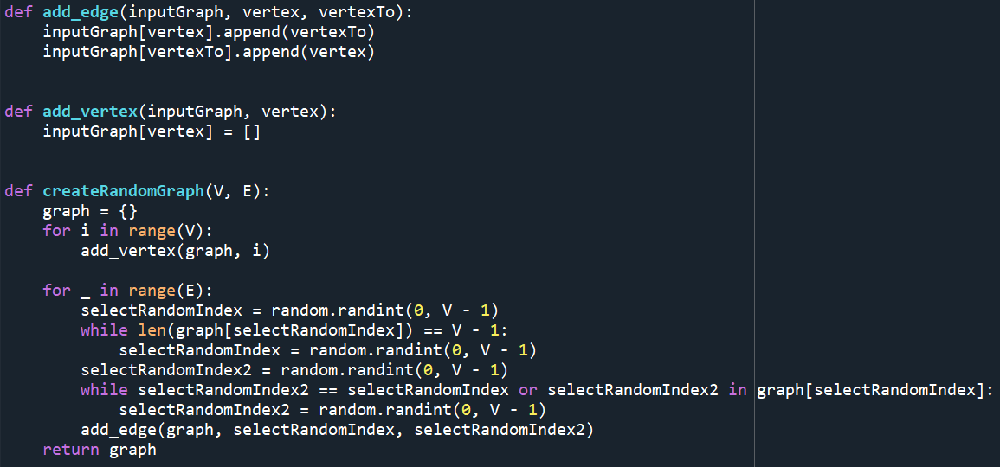 def add_edge(inputGraph, vertex, vertexTo):
    inputGraph[vertex].append(vertexTo)
    inputGraph[vertexTo].append(vertex)


def add_vertex(inputGraph, vertex):
    inputGraph[vertex] = []


def createRandomGraph(V, E):
    graph = {}
    for i in range(V):
        add_vertex(graph, i)

    for _ in range(E):
        selectRandomIndex = random.randint(0, V - 1)
        while len(graph[selectRandomIndex]) == V - 1:
            selectRandomIndex = random.randint(0, V - 1)
        selectRandomIndex2 = random.randint(0, V - 1)
        while selectRandomIndex2 == selectRandomIndex or selectRandomIndex2 in graph[selectRandomIndex]:
            selectRandomIndex2 = random.randint(0, V - 1)
        add_edge(graph, selectRandomIndex, selectRandomIndex2)
    return graph